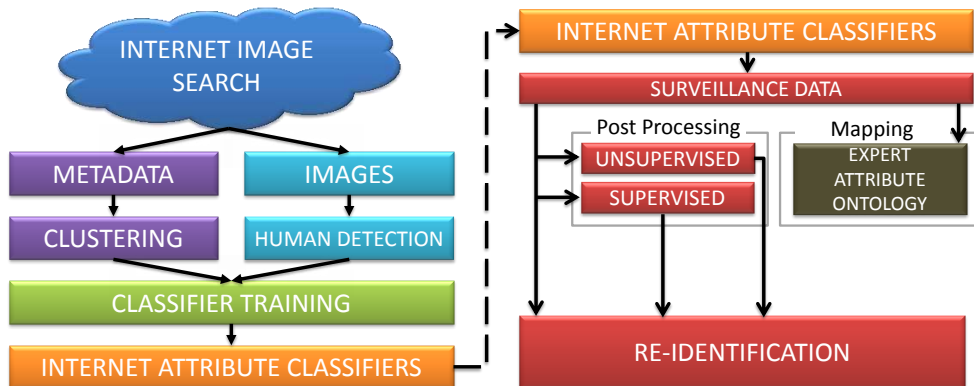 INTERNET IMAGE
SEARCH
METADATA
IMAGES
CLUSTERING
HUMAN DETECTION
CLASSIFIER TRAINING
INTERNET ATTRIBUTE CLASSIFIERS
INTERNET ATTRIBUTE CLASSIFIERS
SURVEILLANCE DATA
Post Processing
UNSUPERVISED
SUPERVISED
Mapping
EXPERT
ATTRIBUTE
ONTOLOGY
RE-IDENTIFICATION